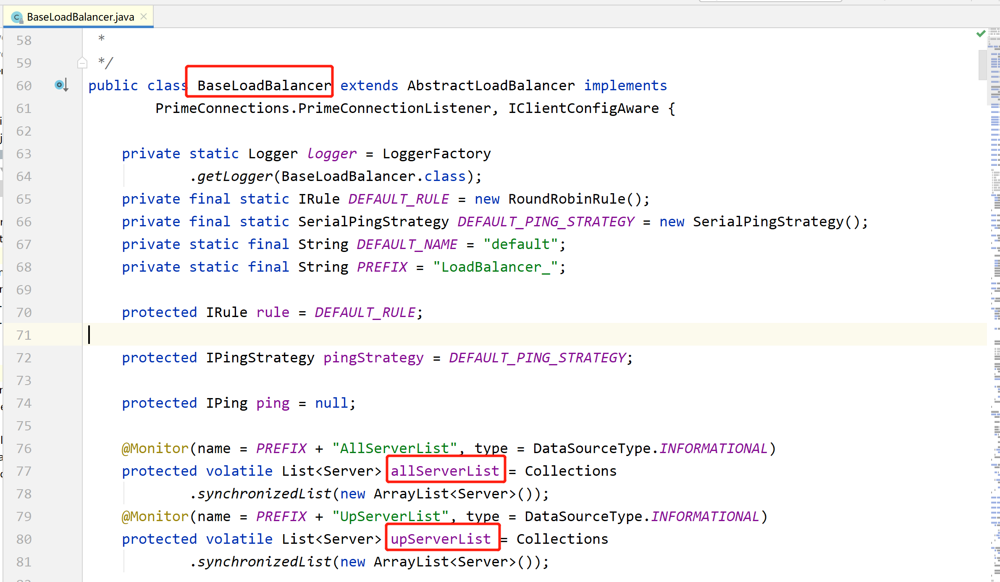 BaseLoadBalancer.java
58 *
59 */
60 public class BaseLoadBalancer extends AbstractLoadBalancer implements
61 PrimeConnections.PrimeConnectionListener, IClientConfigAware {
62
63 private static Logger logger = LoggerFactory
64 .getLogger(BaseLoadBalancer.class);
65 private final static IRule DEFAULT_RULE = new RoundRobinRule();
66 private final static SerialPingStrategy DEFAULT_PING_STRATEGY = new SerialPingStrategy();
67 private static final String DEFAULT_NAME = "default";
68 private static final String PREFIX = "LoadBalancer_";
69
70 protected IRule rule = DEFAULT_RULE;
71
72 protected IPingStrategy pingStrategy = DEFAULT_PING_STRATEGY;
73
74 protected IPing ping = null;
75
76 @Monitor(name = PREFIX + "AllServerList", type = DataSourceType.INFORMATIONAL)
77 protected volatile List<Server> allServerList = Collections
78 .synchronizedList(new ArrayList<Server>());
79 @Monitor(name = PREFIX + "UpServerList", type = DataSourceType.INFORMATIONAL)
80 protected volatile List<Server> upServerList = Collections
81 .synchronizedList(new ArrayList<Server>());